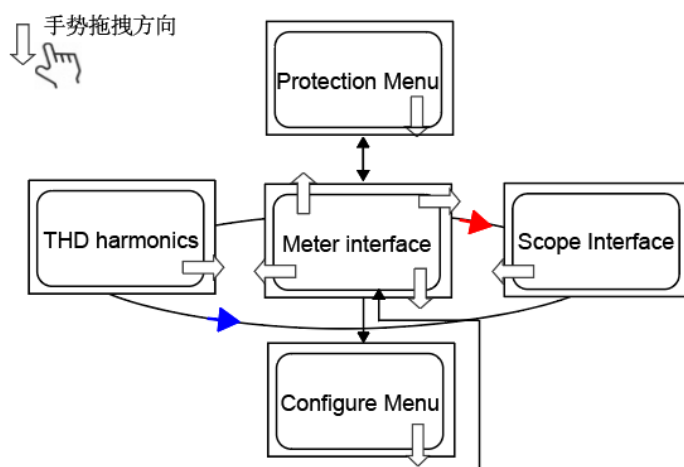 手势拖拽方向
Protection Menu
THD harmonics
Meter interface
Scope Interface
Configure Menu